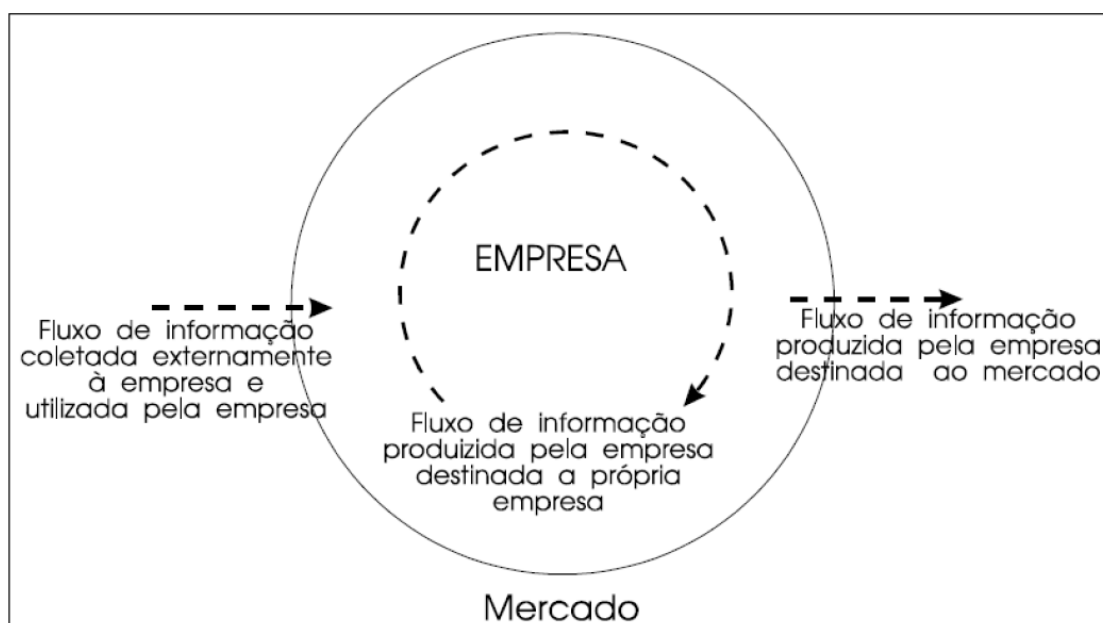 EMPRESA
Fluxo de informação
coletada externamente
à empresa e
utilizada pela empresa
Fluxo de informação
produzida pela empresa
destinada ao mercado
Fluxo de informação
produizida pela empresa
destinada a própria
empresa
Mercado